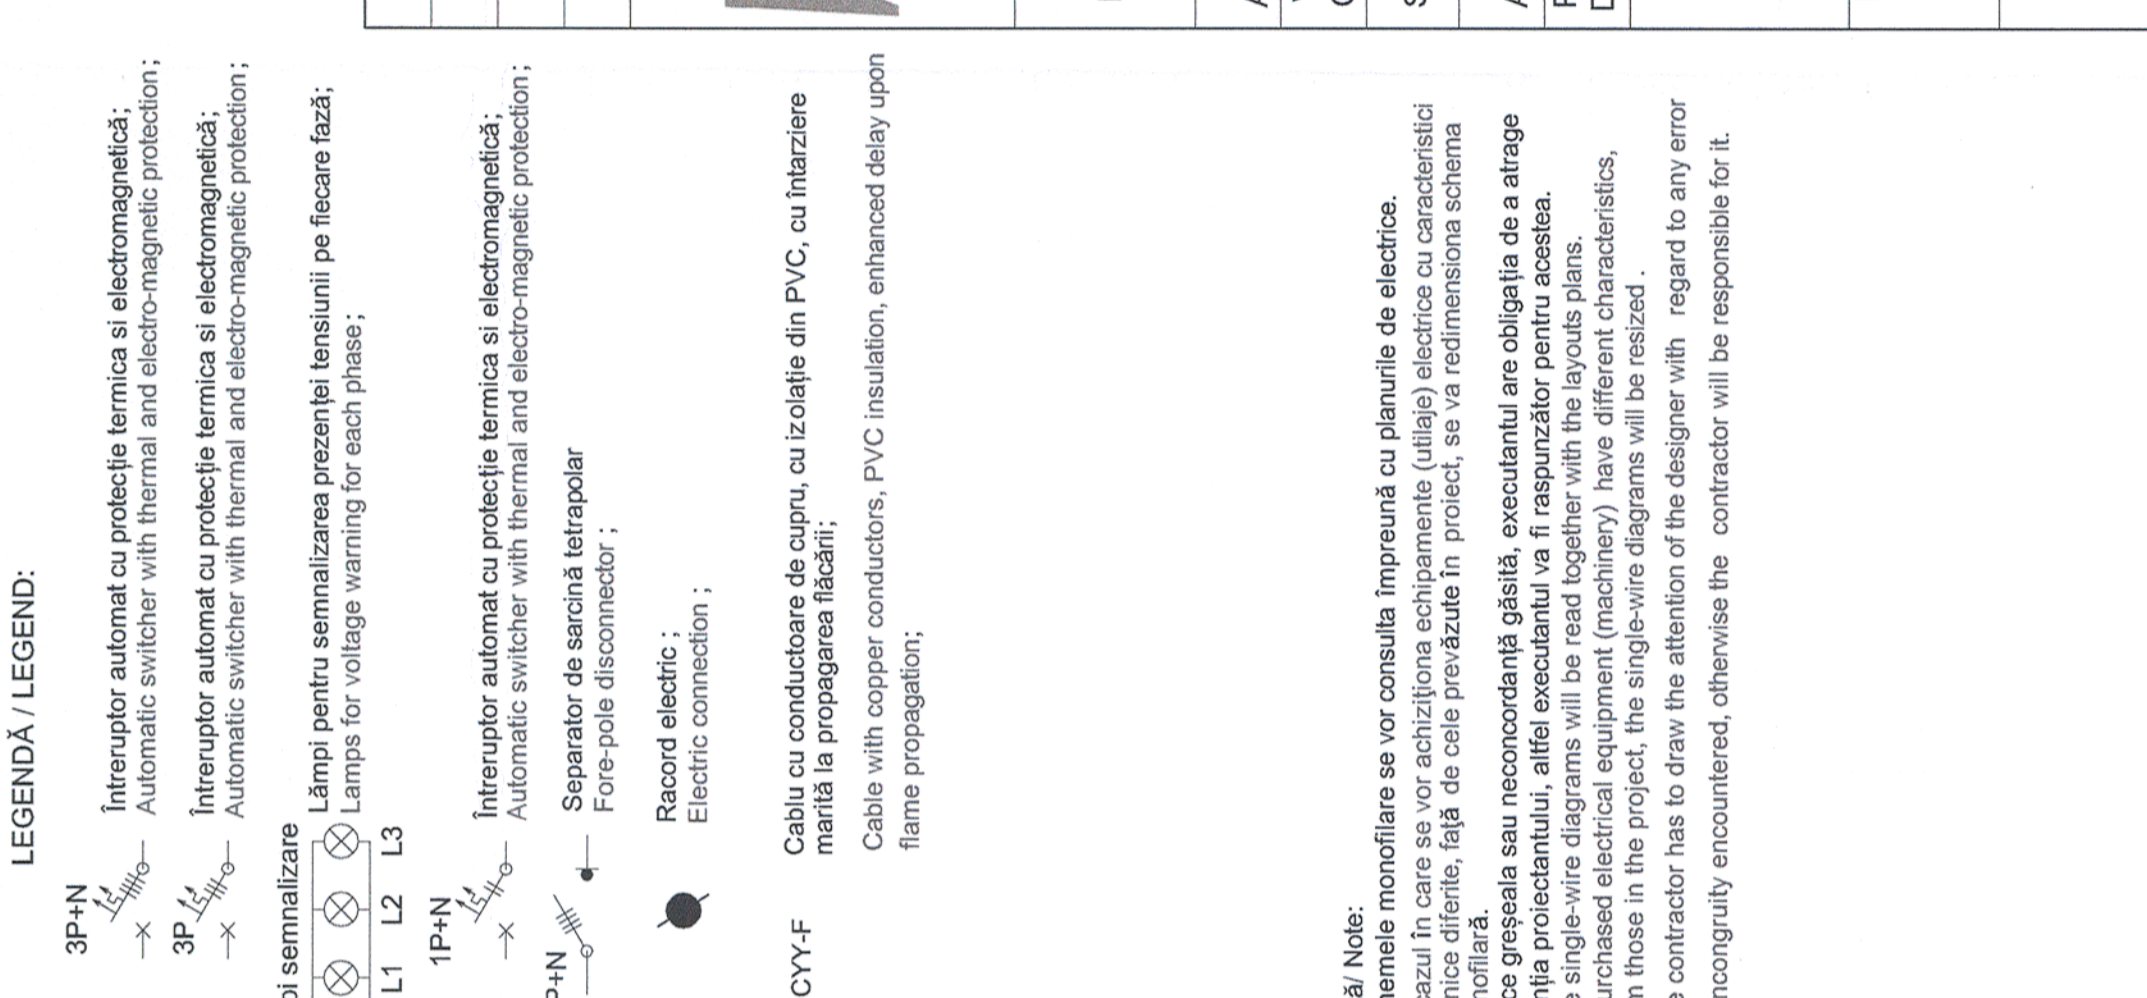 LEGENDĂ / LEGEND:
3P+N
Întreruptor automat cu protecție termica si electromagnetică;
Automatic switcher with thermal and electro-magnetic protection;
3P
Întreruptor automat cu protecție termica si electromagnetică;
Automatic switcher with thermal and electro-magnetic protection;
semnalizare
L1 L2 L3
Lămpi pentru semnalizarea prezenței tensiunii pe fiecare fază;
Lamps for voltage warning for each phase;
1P+N
Întreruptor automat cu protecție termica si electromagnetică;
Automatic switcher with thermal and electro-magnetic protection;
P+N
Separator de sarcină tetrapolar
Fore-pole disconnector ;
Racord electric ;
Electric connection ;
CYY-F
Cablu cu conductoare de cupru, cu izolație din PVC, cu întarziere
marită la propagarea flăcării;
Cable with copper conductors, PVC insulation, enhanced delay upon
flame propagation;
ă/ Note:
monofilare se vor consulta împreună cu planurile de electrice.
în care se vor achiziționa echipamente (utilaje) electrice cu caracteristici
diferite, față de cele prevăzute în proiect, se va redimensiona schema
nofilară.
ce greșeala sau neconcordanță găsită, executantul are obligația de a atrage
proiectantului, altfel executantul va fi raspunzător pentru acestea.
single-wire diagrams will be read together with the layouts plans.
urchased electrical equipment (machinery) have different characteristics,
those in the project, the single-wire diagrams will be resized .
contractor has to draw the attention of the designer with regard to any error
ncongruity encountered, otherwise the contractor will be responsible for it.